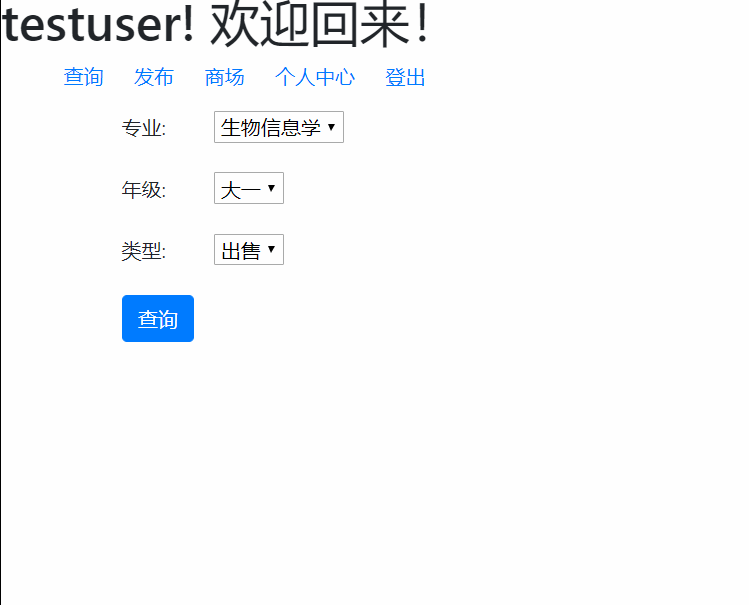 testuser! 欢迎回来!
查询 发布 商场 个人中心 登出
专业: 生物信息学
年级: 大一
类型: 出售
查询